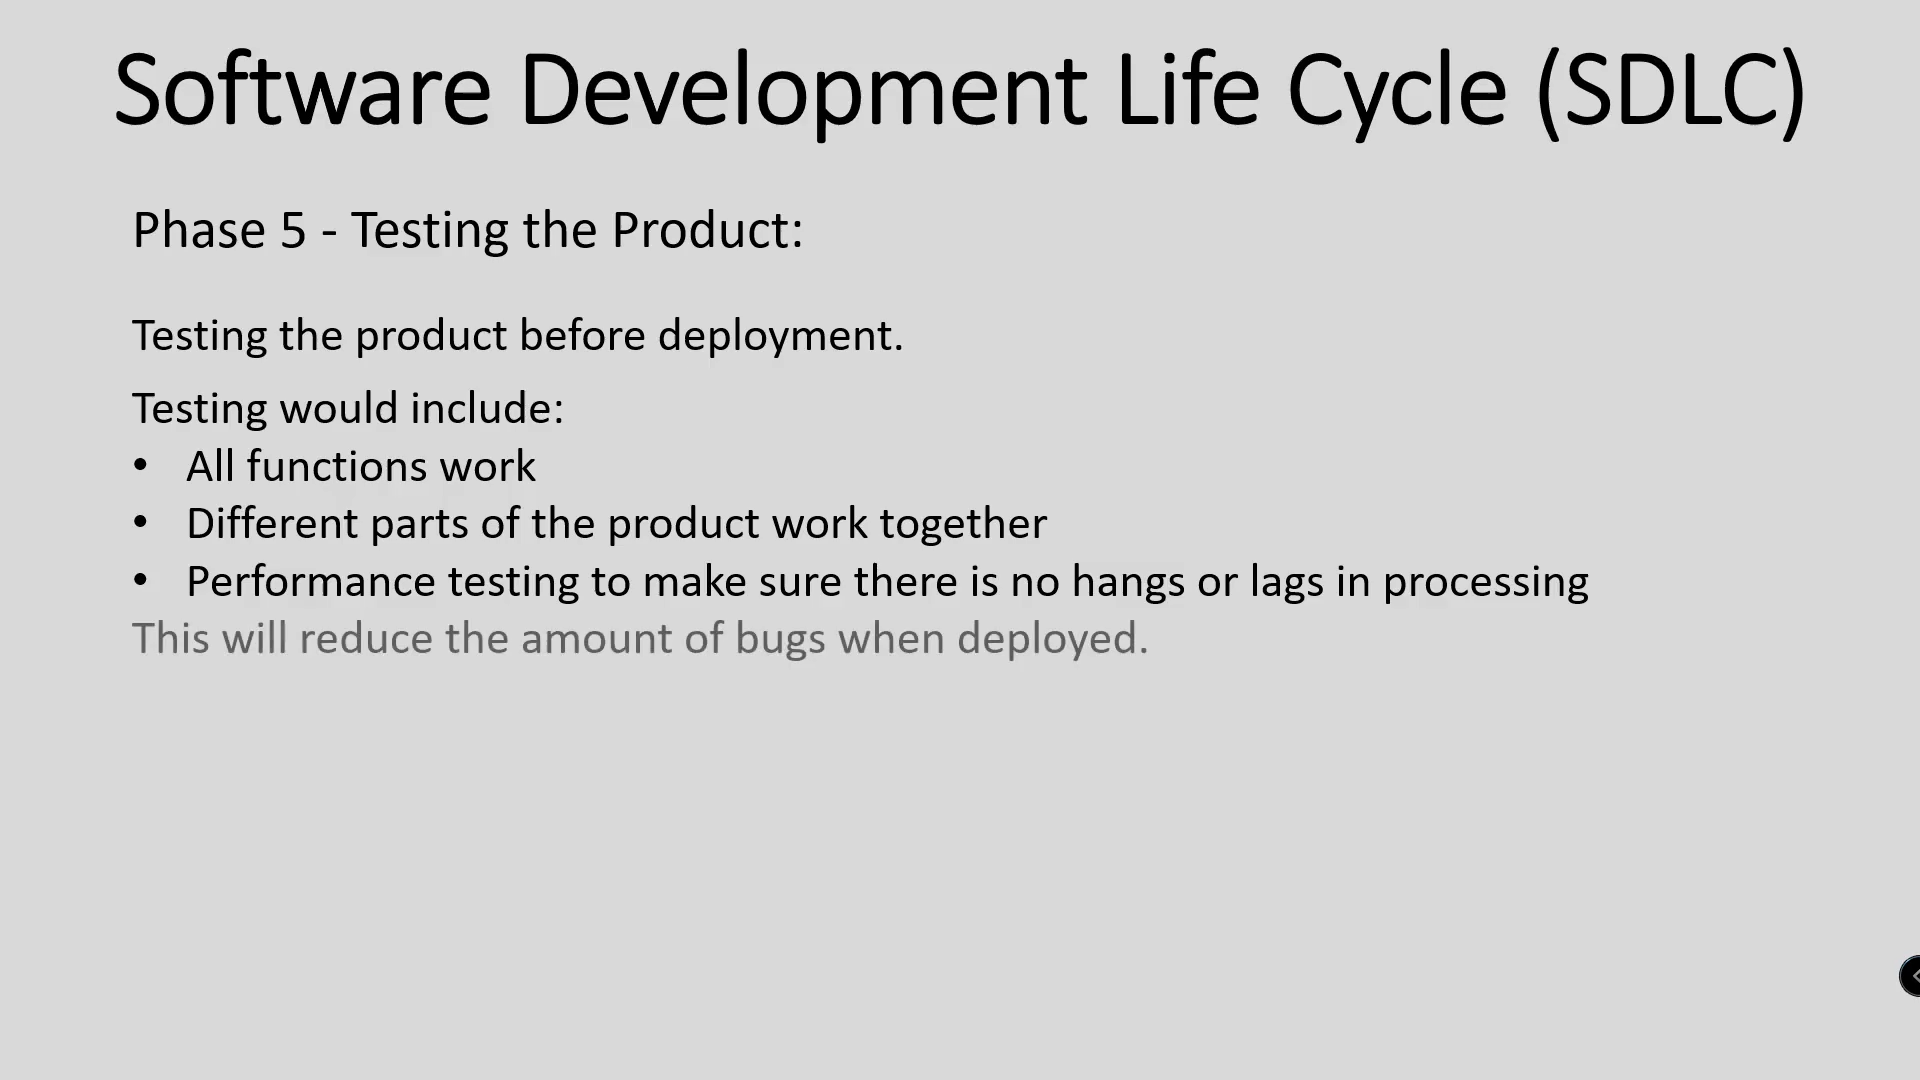 Software Development Life Cycle (SDLC)
Phase 5 - Testing the Product:
Testing the product before deployment.
Testing would include:
• All functions work
• Different parts of the product work together
• Performance testing to make sure there is no hangs or lags in processing
This will reduce the amount of bugs when deployed.